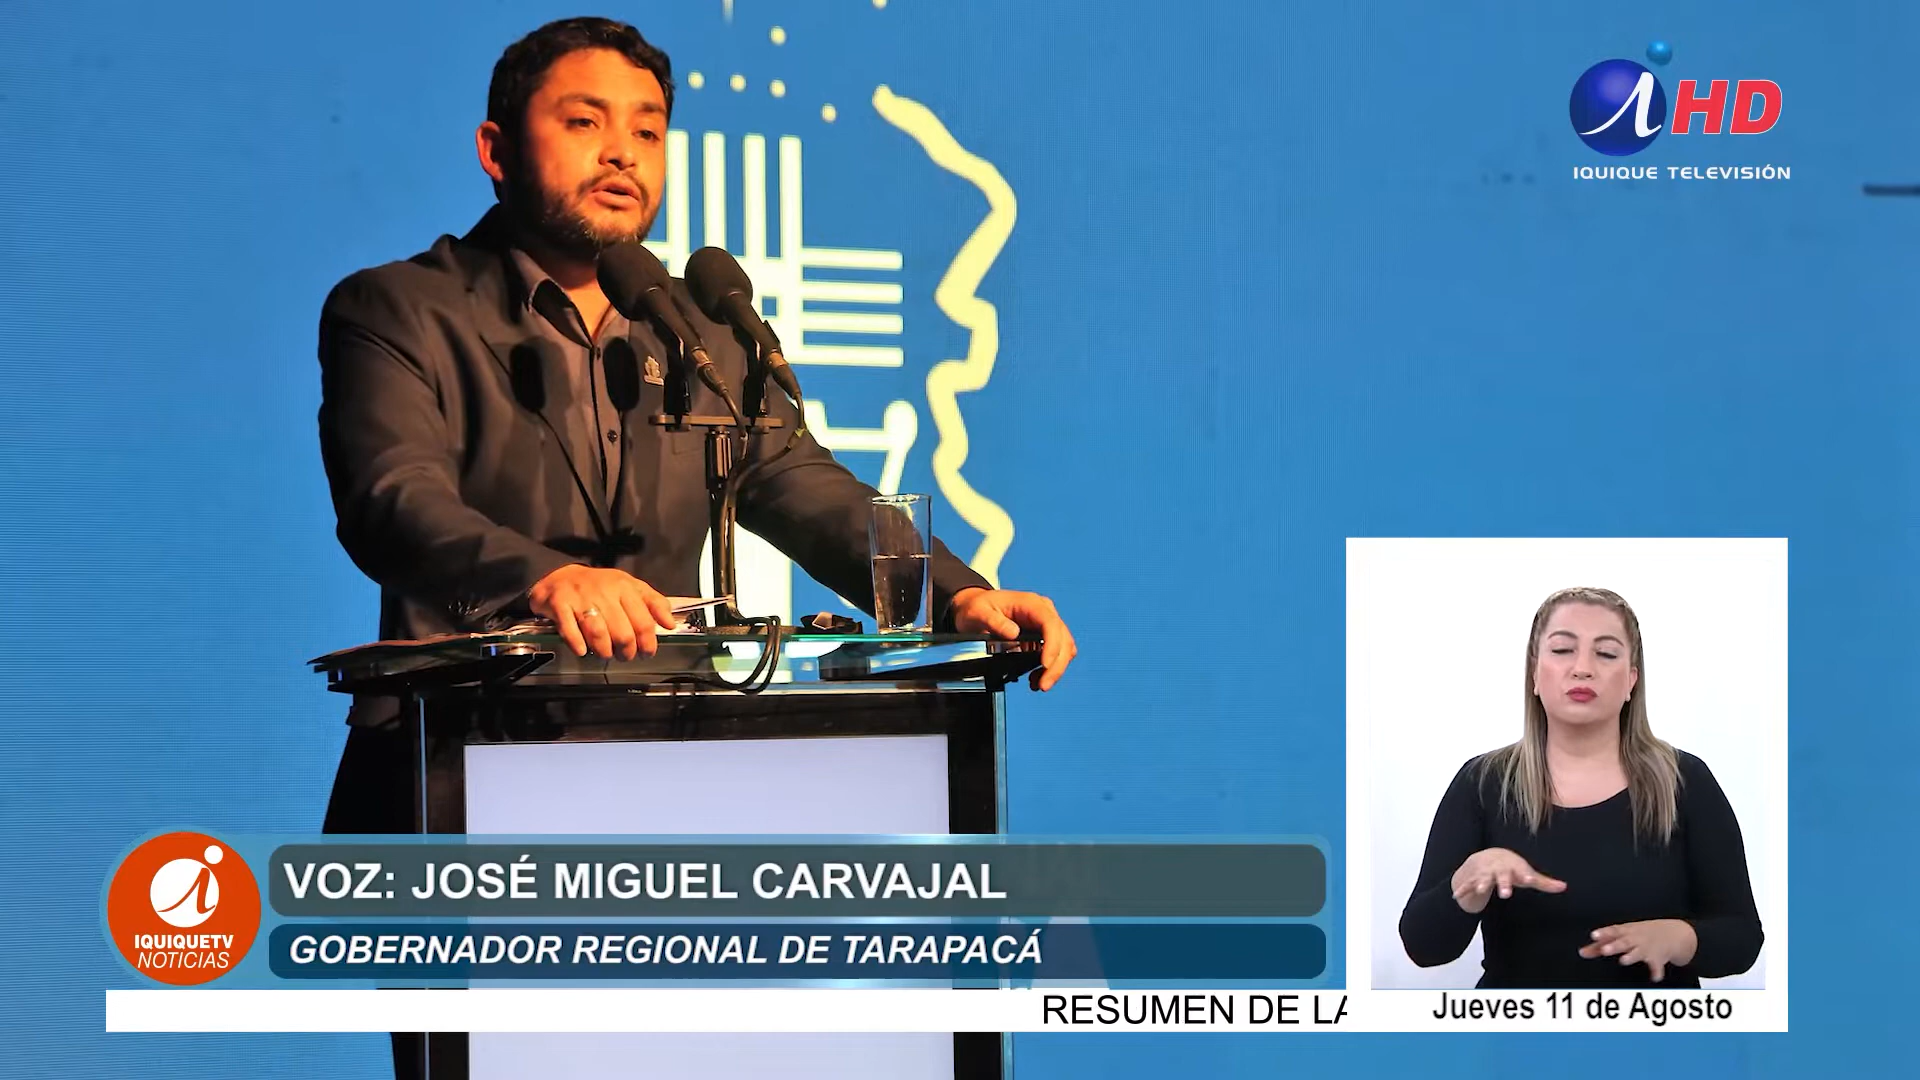 HD
IQUIQUE TELEVISIÓN
VOZ: JOSÉ MIGUEL CARVAJAL
GOBERNADOR REGIONAL DE TARAPACÁ
IQUIQUETV
NOTICIAS
RESUMEN DE LA
Jueves 11 de Agosto